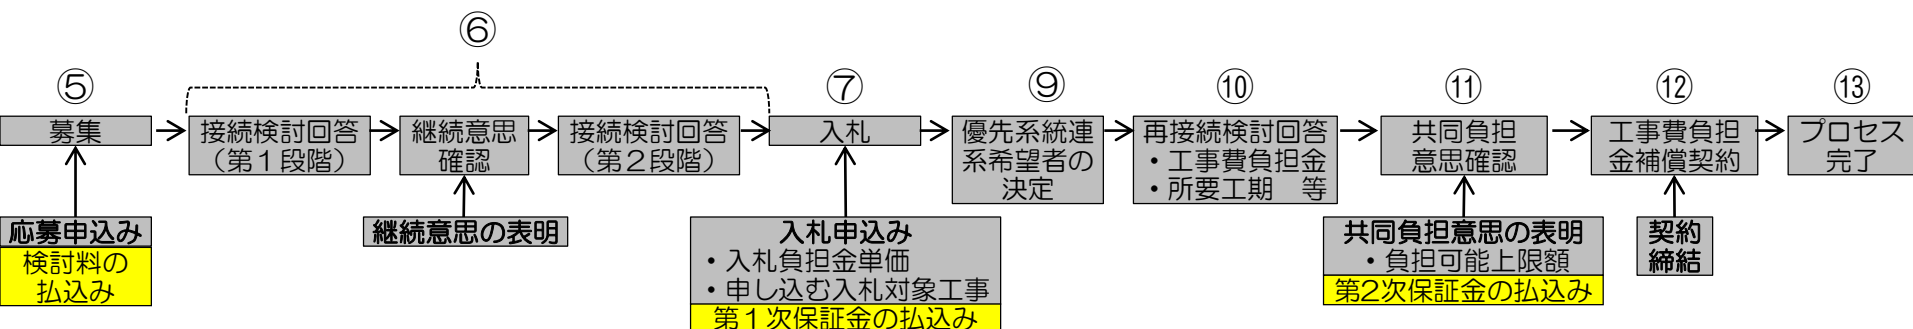 ⑥
⑤
⑦
⑨
⑩
⑪
⑫
⑬
募集
接続検討回答
（第１段階）
継続意思
確認
接続検討回答
（第２段階）
入札
優先系統連
系希望者の
決定
再接続検討回答
・工事費負担金
・所要工期　等
共同負担
意思確認
工事費負担
金補償契約
プロセス
完了
応募申込み
検討料の
払込み
継続意思の表明
入札申込み
・入札負担金単価
・申し込む入札対象工事
第１次保証金の払込み
共同負担意思の表明
・負担可能上限額
第2次保証金の払込み
契約
締結